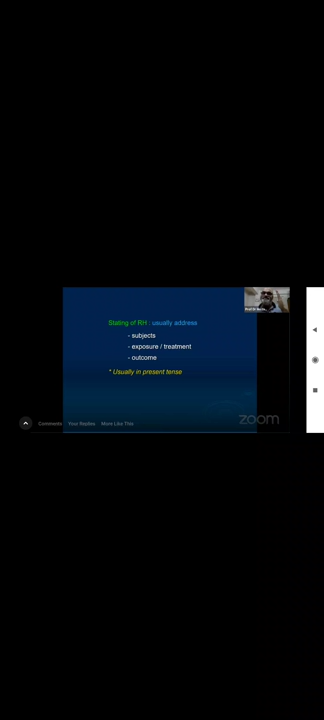 Stating of RH : usually address
- subjects
- exposure / treatment
- outcome
* Usually in present tense
zoom
Comments Your Replies More Like This